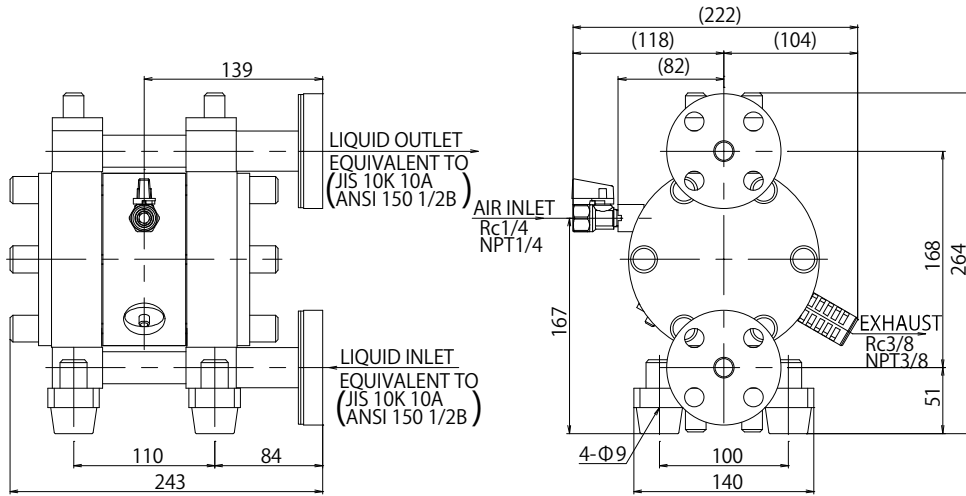 139
LIQUID OUTLET
EQUIVALENT TO
(JIS 10K 10A
ANSI 150 1/2B)
LIQUID INLET
EQUIVALENT TO
(JIS 10K 10A
ANSI 150 1/2B)
110
84
243
(222)
(118)
(104)
(82)
AIR INLET
Rc1/4
NPT1/4
167
168
264
EXHAUST
Rc3/8
NPT3/8
51
4-Φ9
100
140